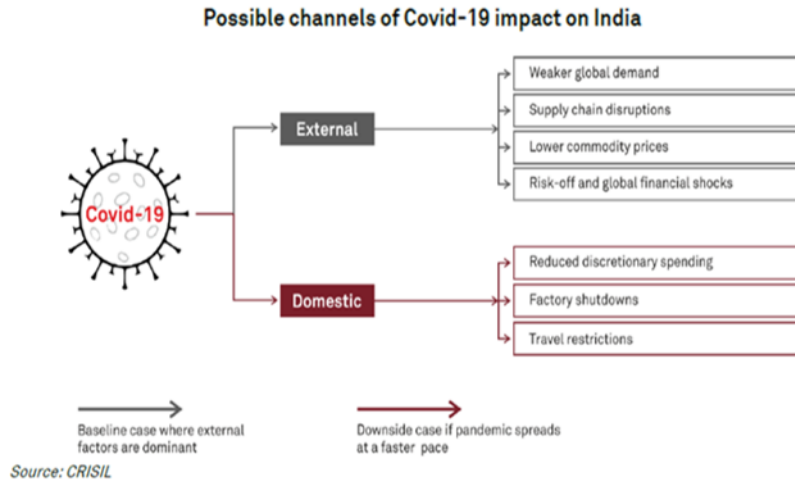 Possible channels of Covid-19 impact on India
Covid-19
External
Weaker global demand
Supply chain disruptions
Lower commodity prices
Risk-off and global financial shocks
Domestic
Reduced discretionary spending
Factory shutdowns
Travel restrictions
Baseline case where external
factors are dominant
Downside case if pandemic spreads
at a faster pace
Source: CRISIL